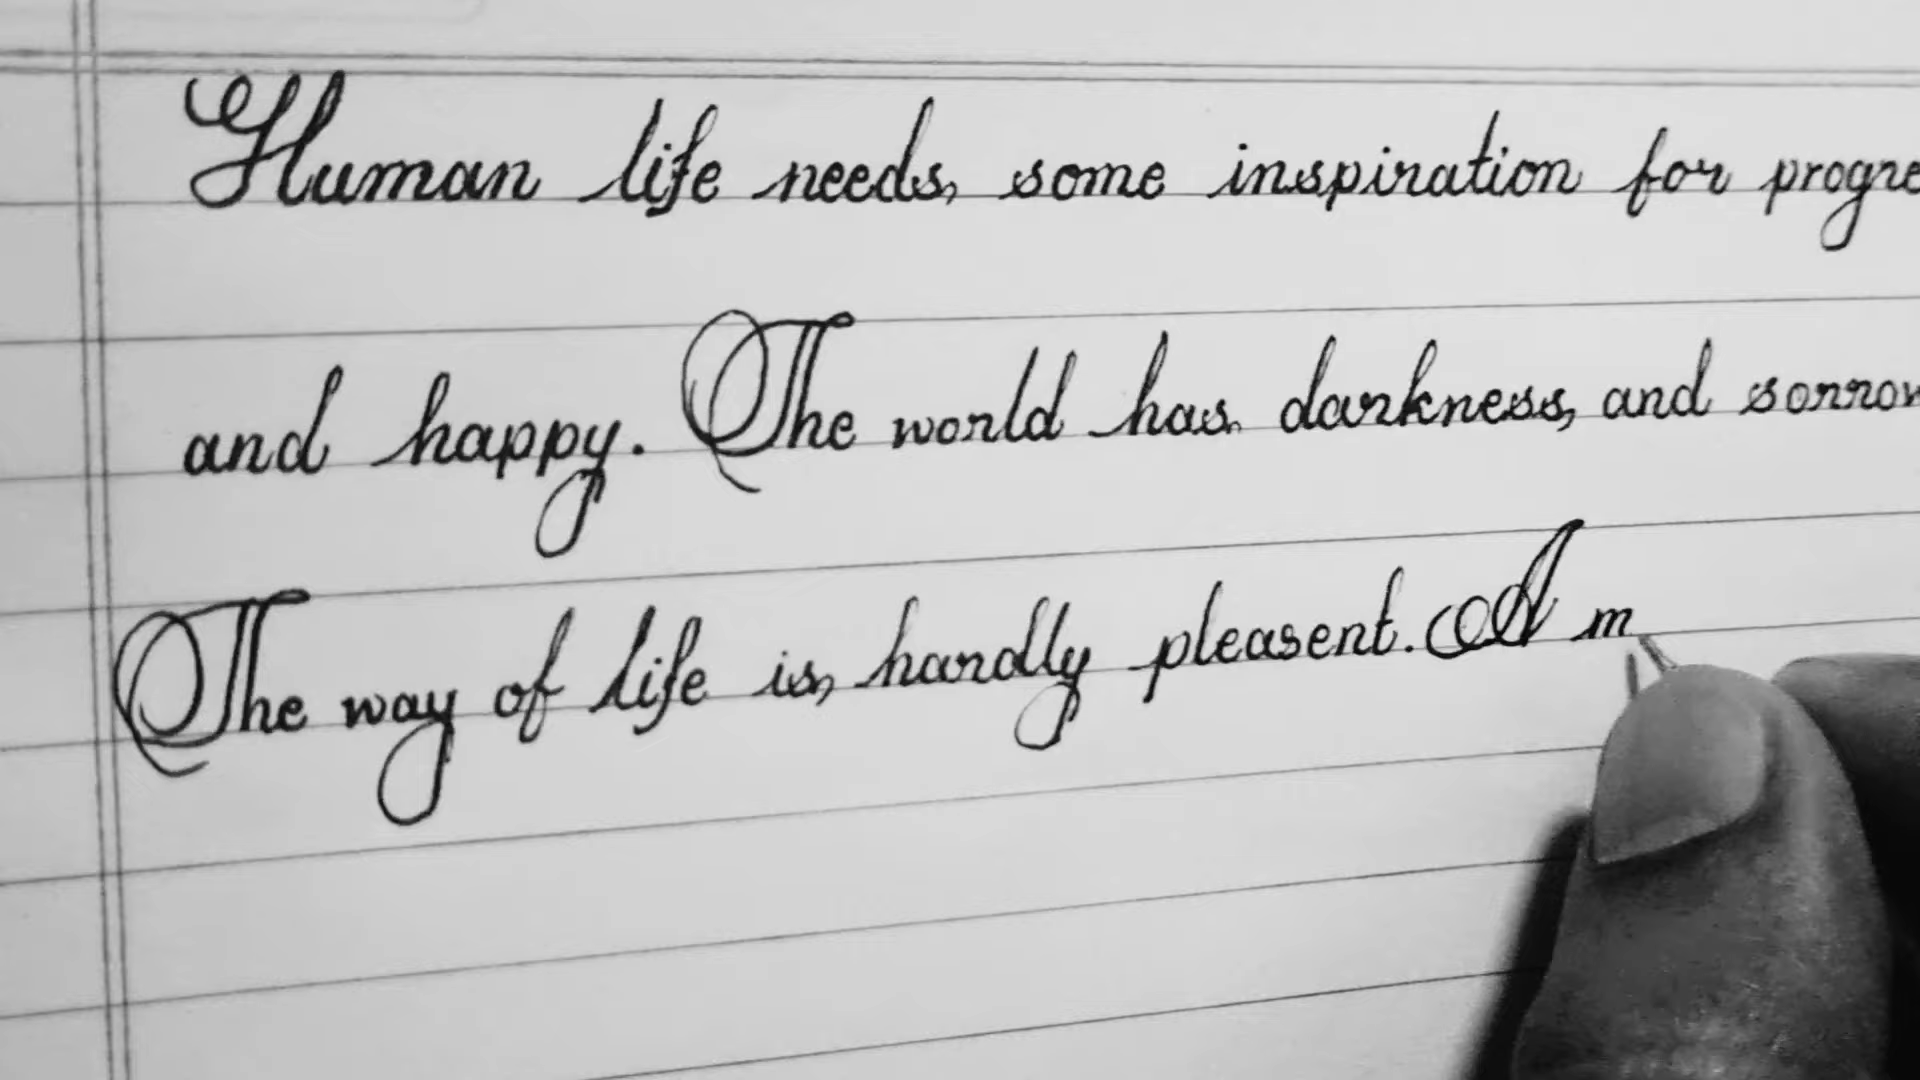 Human life needs some inspiration for progre
and happy. The world has darkness, and sorrow
The way of life is hardly pleasent. A m